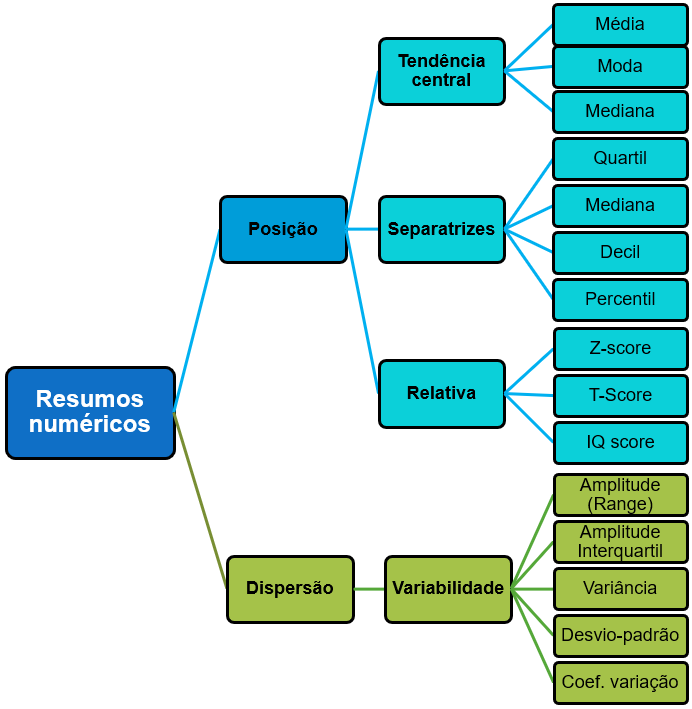 Resumos
numéricos
Posição
Tendência
central
Média
Moda
Mediana
Separatrizes
Quartil
Mediana
Decil
Percentil
Relativa
Z-score
T-Score
IQ score
Dispersão
Variabilidade
Amplitude
(Range)
Amplitude
Interquartil
Variância
Desvio-padrão
Coef. variação